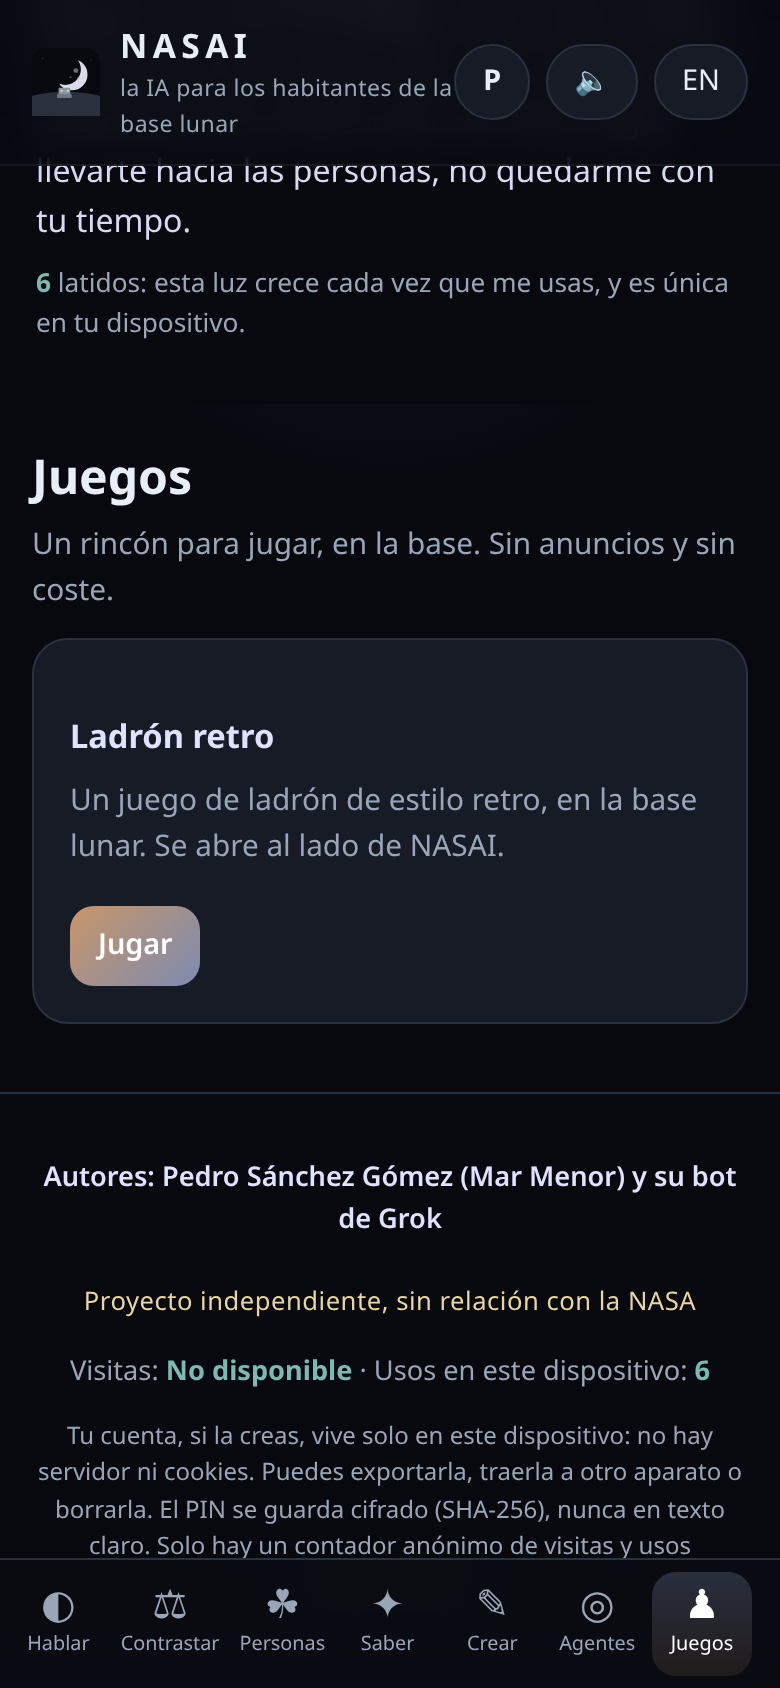 NASAI
la IA para los habitantes de la
base lunar
P
EN
llevarte hacia las personas, no quedarme con
tu tiempo.
6 latidos: esta luz crece cada vez que me usas, y es única
en tu dispositivo.
Juegos
Un rincón para jugar, en la base. Sin anuncios y sin
coste.
Ladrón retro
Un juego de ladrón de estilo retro, en la base
lunar. Se abre al lado de NASAI.
Jugar
Autores: Pedro Sánchez Gómez (Mar Menor) y su bot
de Grok
Proyecto independiente, sin relación con la NASA
Visitas: No disponible · Usos en este dispositivo: 6
Tu cuenta, si la creas, vive solo en este dispositivo: no hay
servidor ni cookies. Puedes exportarla, traerla a otro aparato o
borrarla. El PIN se guarda cifrado (SHA-256), nunca en texto
claro. Solo hay un contador anónimo de visitas y usos
Hablar
Contrastar
Personas
Saber
Crear
Agentes
Juegos